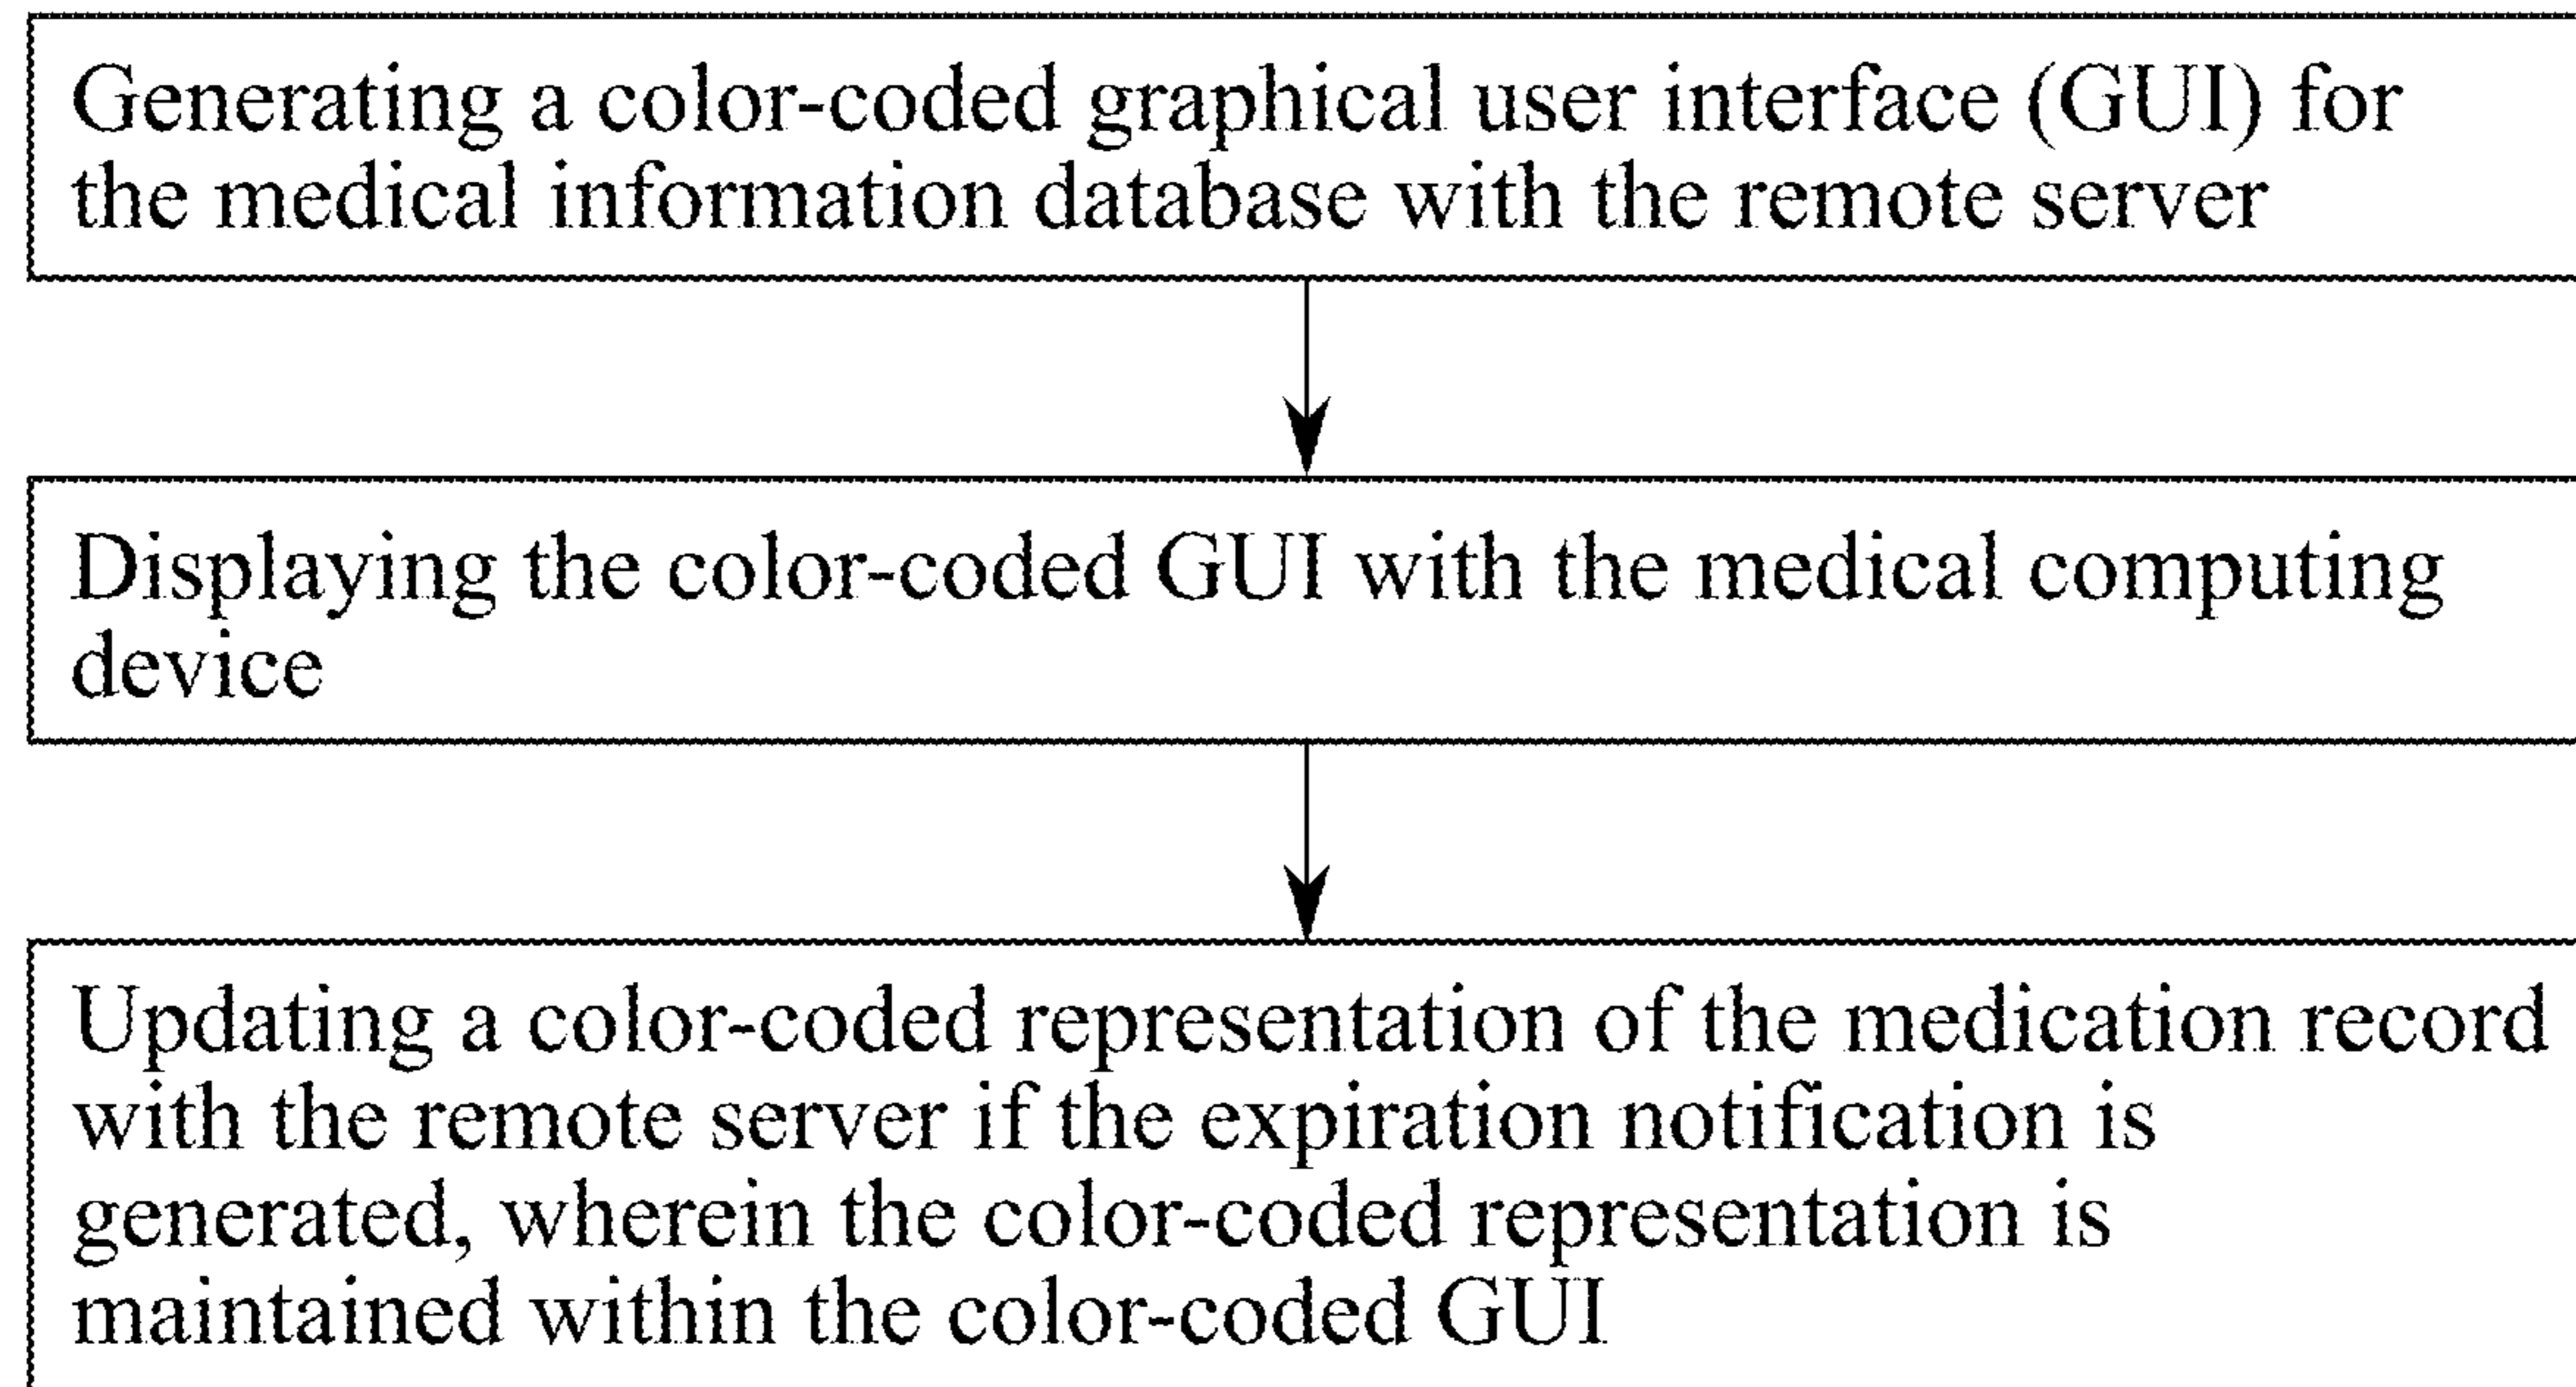 Generating a color-coded graphical user interface (GUI) for
the medical information database with the remote server
Displaying the color-coded GUI with the medical computing
device
Updating a color-coded representation of the medication record
with the remote server if the expiration notification is
generated, wherein the color-coded representation is
maintained within the color-coded GUI